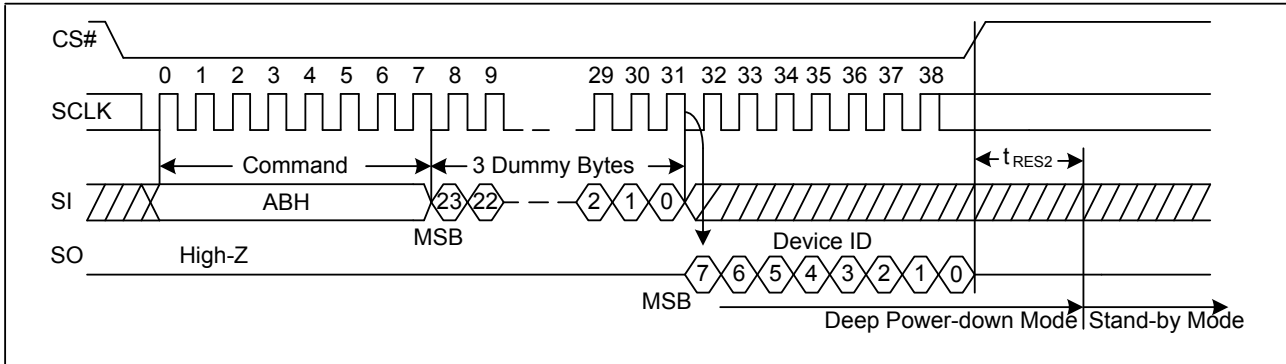 CS#
0 1 2 3 4 5 6 7 8 9 29 30 31 32 33 34 35 36 37 38
SCLK
Command 3 Dummy Bytes tRES2
SI ABH 23 22 2 1 0
MSB
SO High-Z Device ID
7 6 5 4 3 2 1 0
MSB
Deep Power-down Mode Stand-by Mode